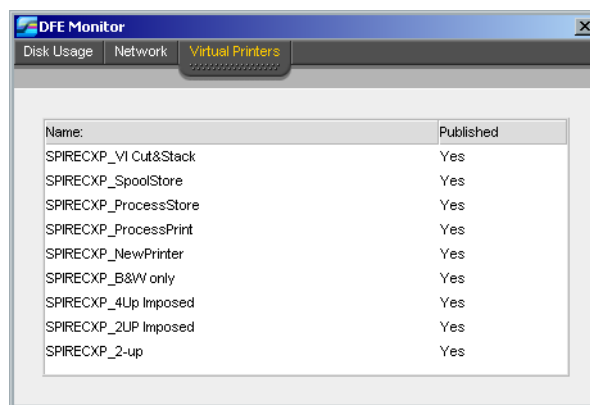 DFE Monitor
Disk Usage Network Virtual Printers
Name: Published
SPIRECXP_VI Cut&Stack Yes
SPIRECXP_SpoolStore Yes
SPIRECXP_ProcessStore Yes
SPIRECXP_ProcessPrint Yes
SPIRECXP_NewPrinter Yes
SPIRECXP_B&W only Yes
SPIRECXP_4Up Imposed Yes
SPIRECXP_2UP Imposed Yes
SPIRECXP_2-up Yes